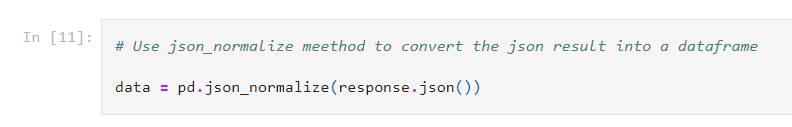 In [11]:
# Use json_normalize meethod to convert the json result into a dataframe
data = pd.json_normalize(response.json())